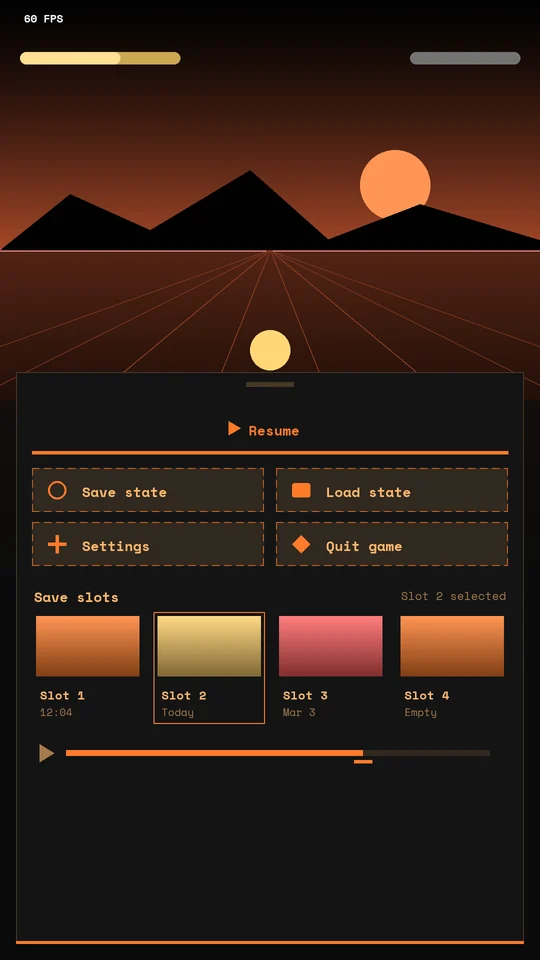 60 FPS
Resume
Save state
Load state
Settings
Quit game
Save slots
Slot 2 selected
Slot 1
12:04
Slot 2
Today
Slot 3
Mar 3
Slot 4
Empty